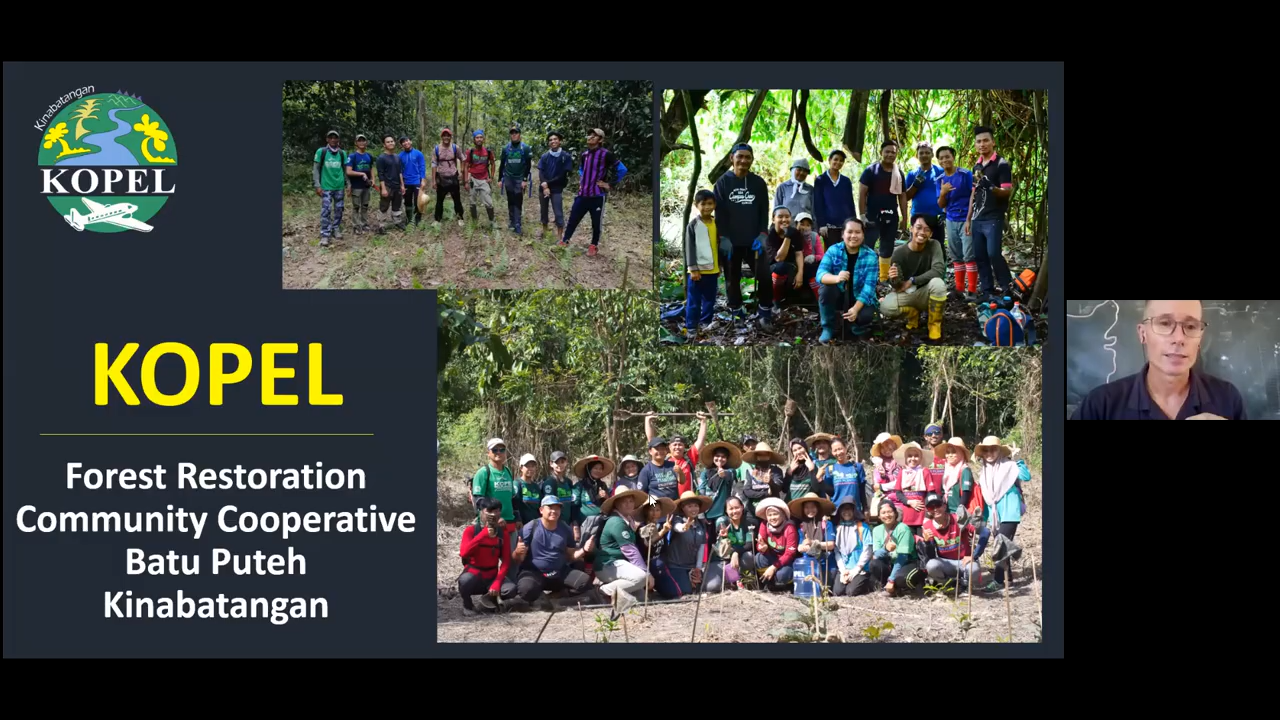 Kinabatangan
KOPEL
KOPEL
Forest Restoration
Community Cooperative
Batu Puteh
Kinabatangan